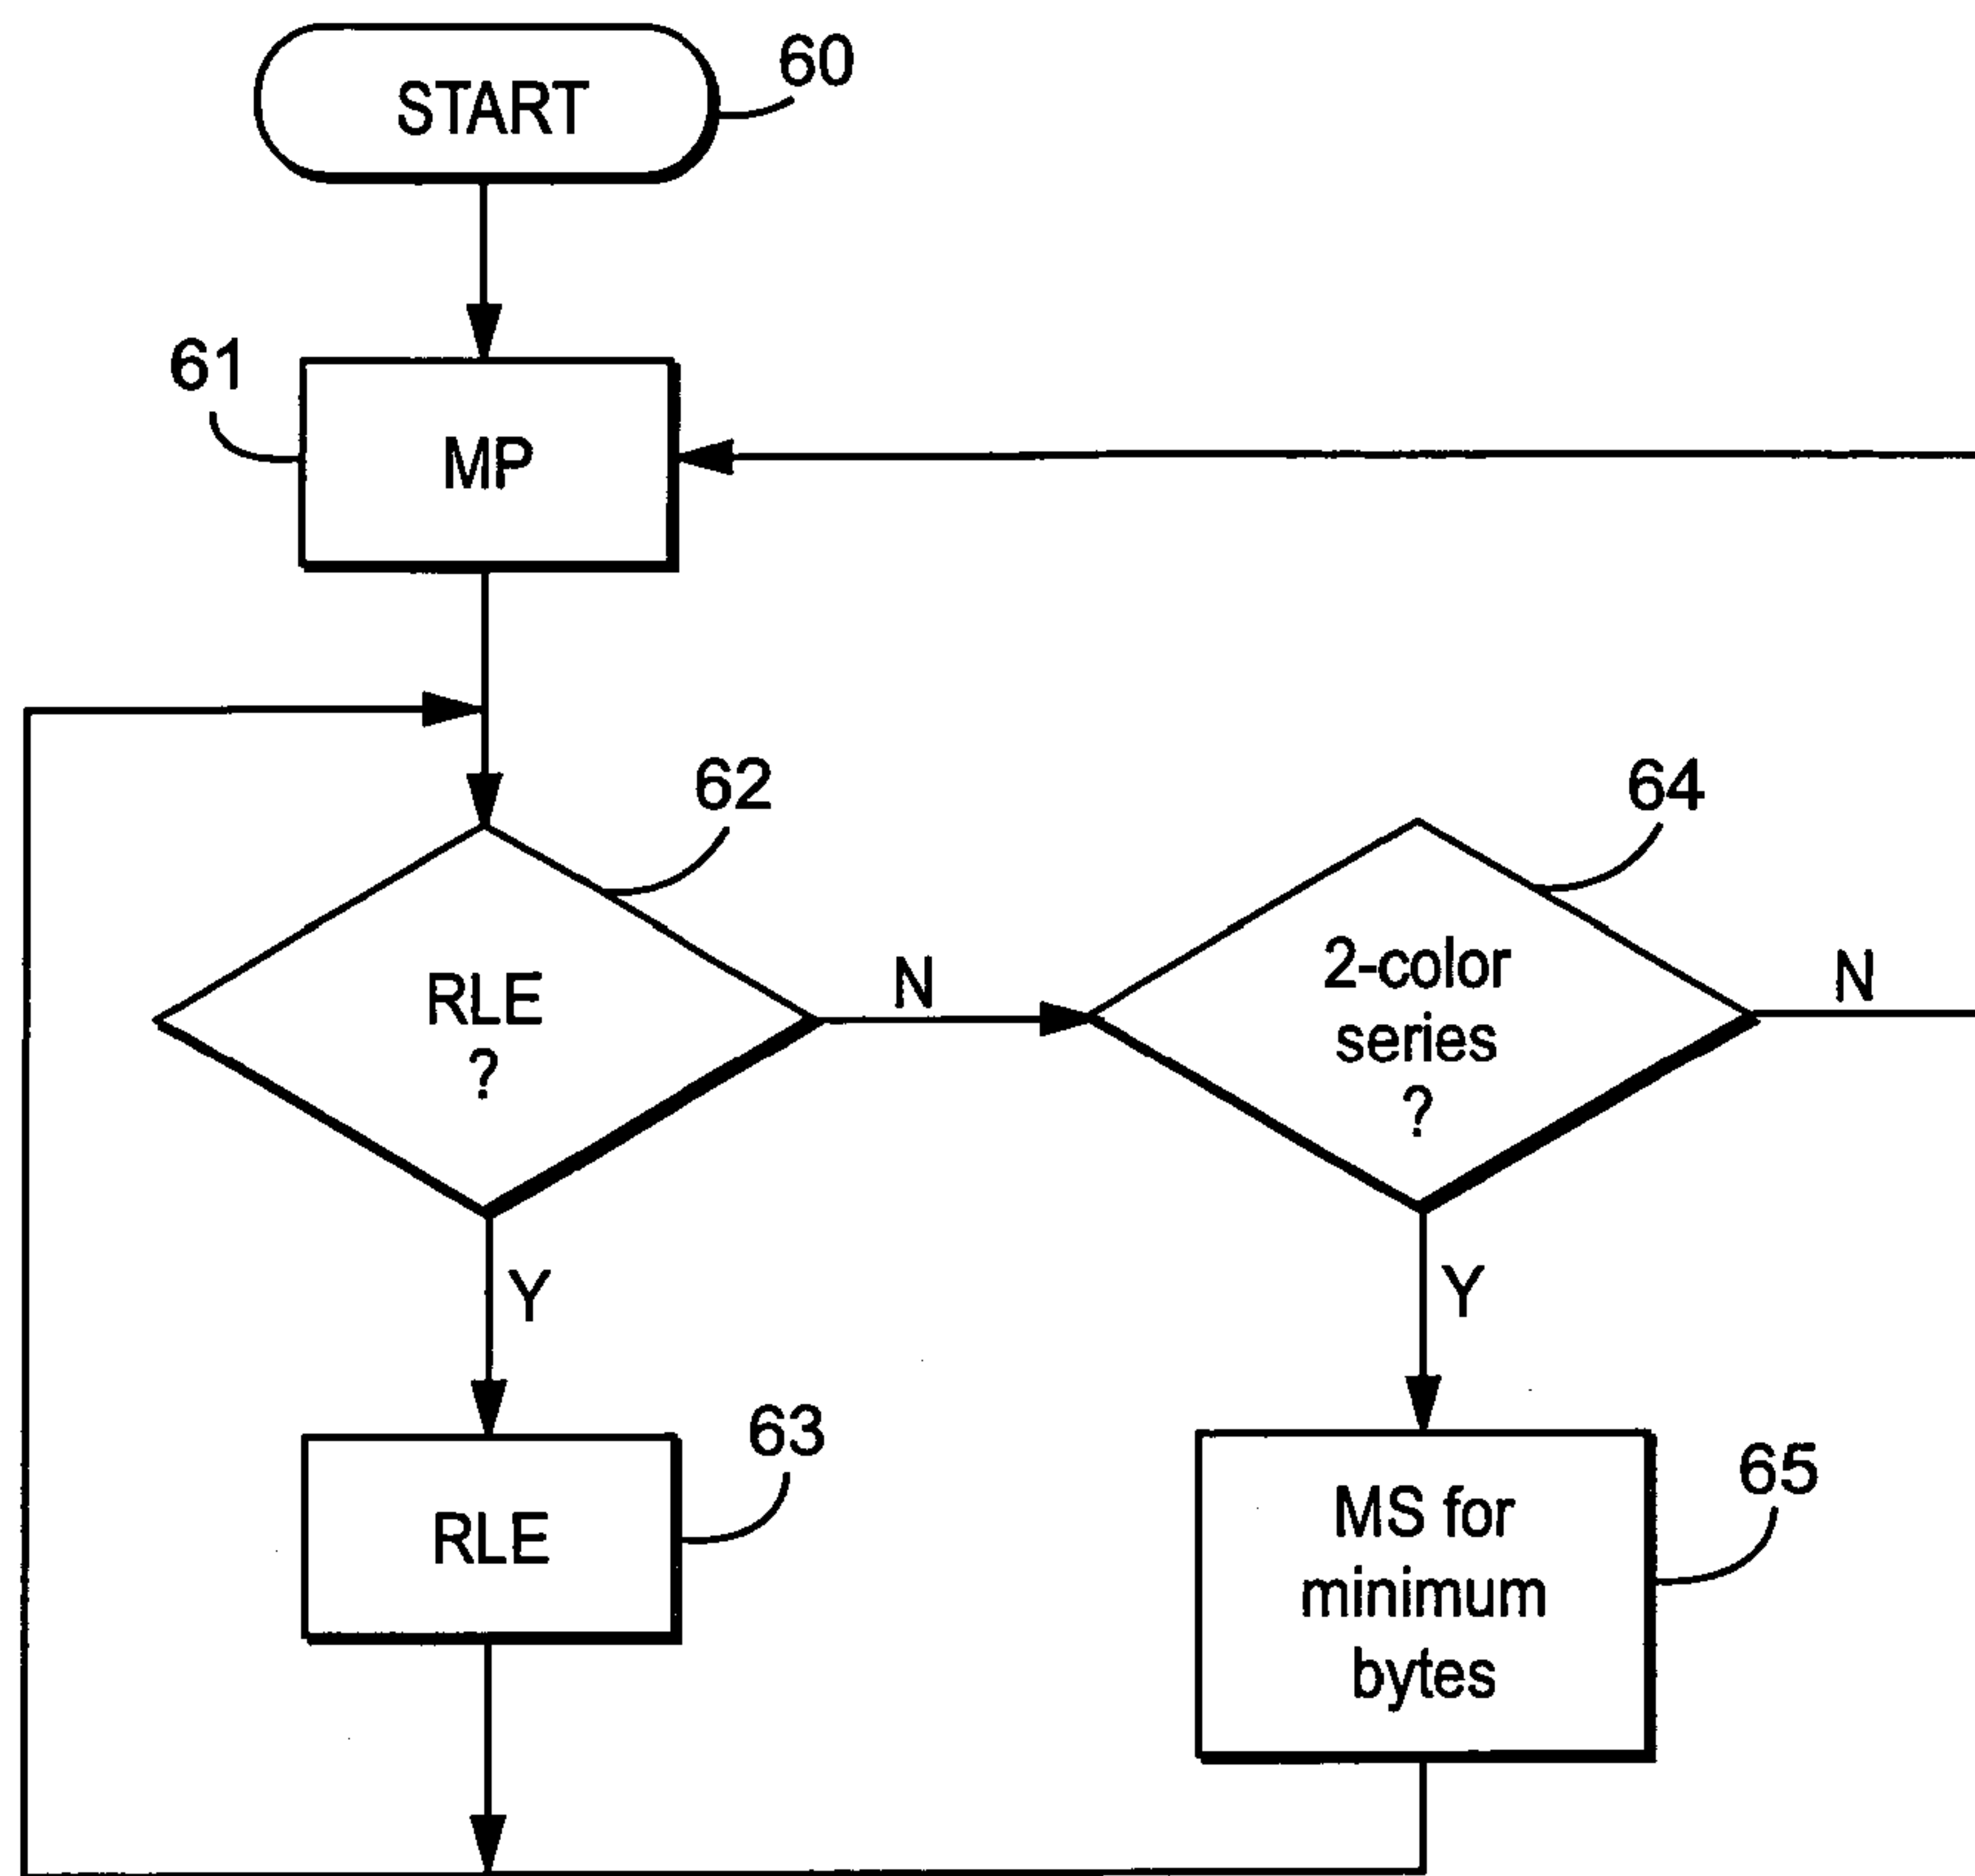 START
60
61
MP
62
64
RLE
?
N
2-color
series
?
N
Y
Y
63
RLE
65
MS for
minimum
bytes